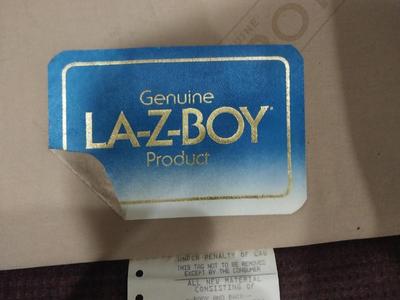 Genuine
LA-Z-BOY®
Product
UNDER PENALTY OF LAW
THIS TAG NOT TO BE REMOVED
EXCEPT BY THE CONSUMER
ALL NEW MATERIAL
CONSISTING OF